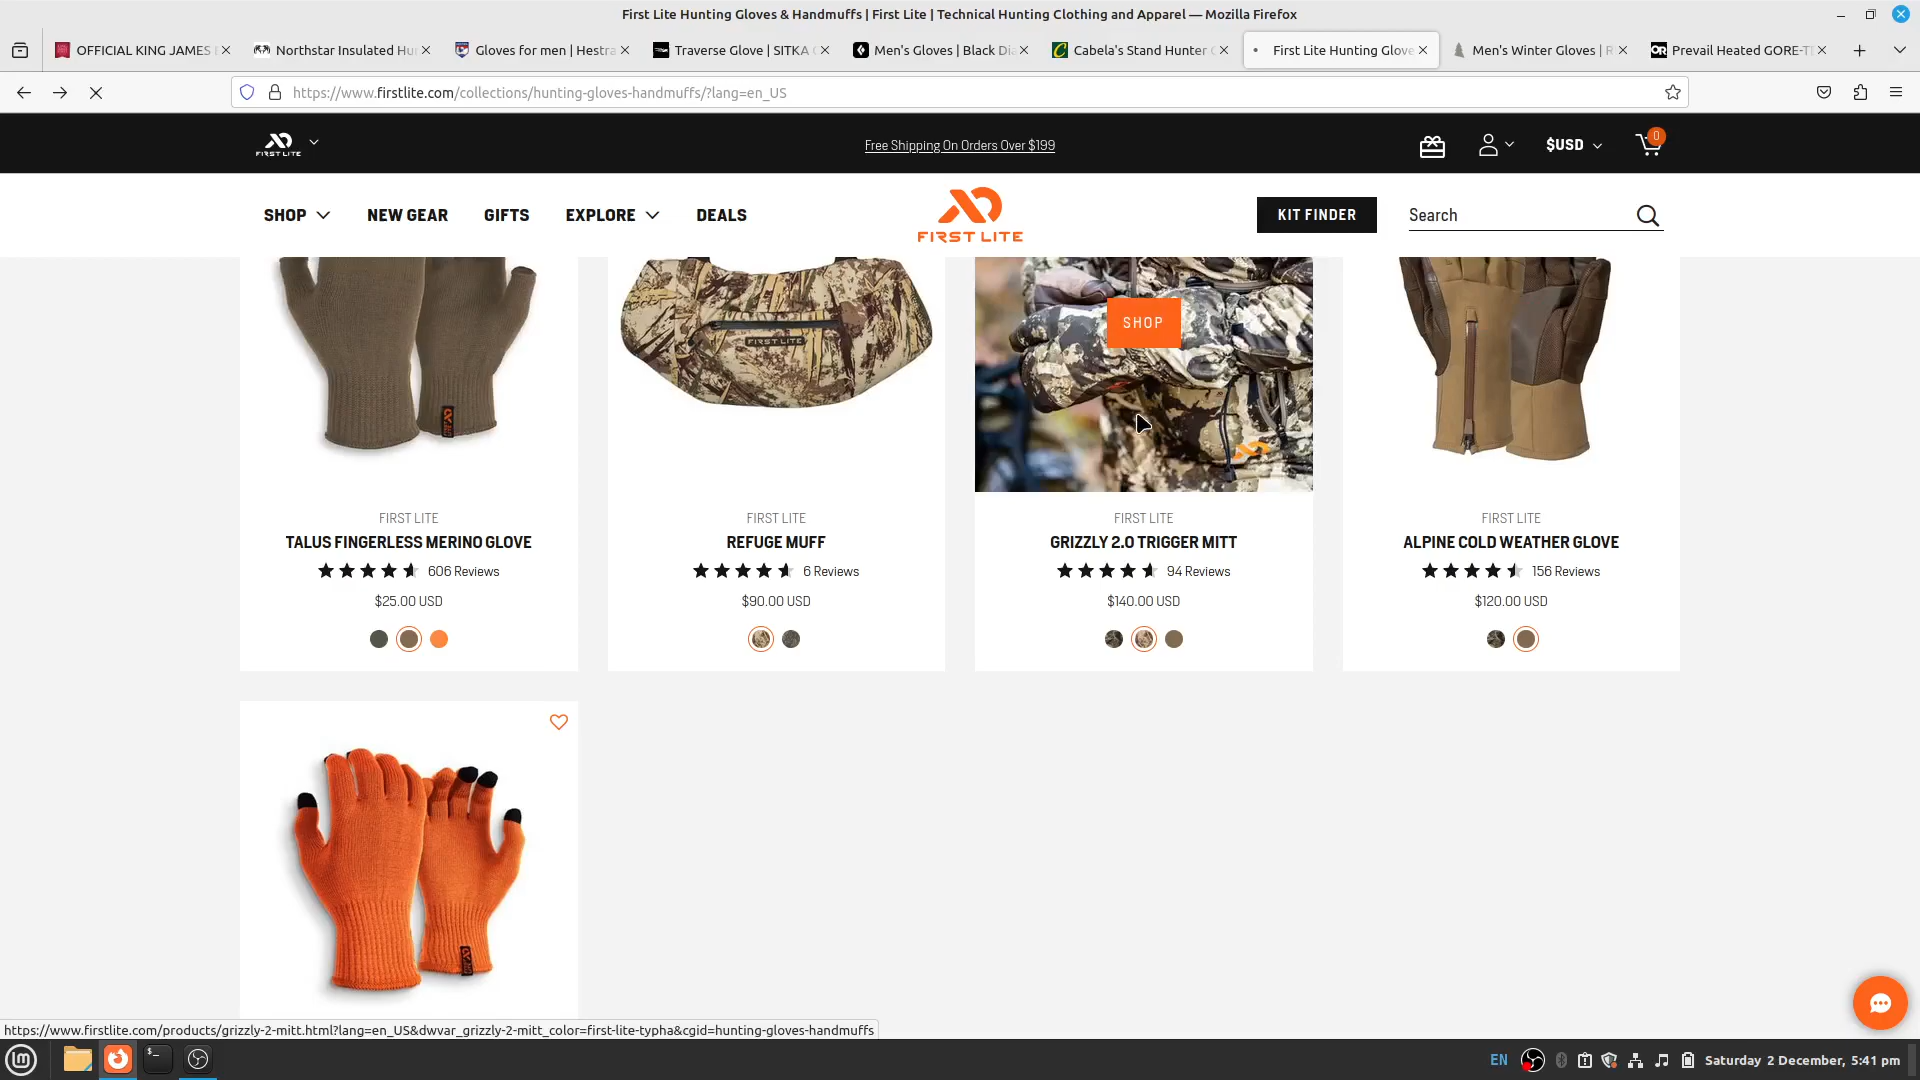 First Lite Hunting Gloves & Handmuffs | First Lite | Technical Hunting Clothing and Apparel — Mozilla Firefox
OFFICIAL KING JAMES
Northstar Insulated Hu
Gloves for men | Hestra
Traverse Glove | SITKA
Men's Gloves | Black Dia
Cabela's Stand Hunter
First Lite Hunting Glove
Men's Winter Gloves | R
Prevail Heated GORE-T
https://www.firstlite.com/collections/hunting-gloves-handmuffs/?lang=en_US
FIRST LITE
Free Shipping On Orders Over $199
$USD
0
SHOP
NEW GEAR
GIFTS
EXPLORE
DEALS
FIRST LITE
KIT FINDER
Search
FIRST LITE
SHOP
FIRST LITE
TALUS FINGERLESS MERINO GLOVE
606 Reviews
$25.00 USD
FIRST LITE
REFUGE MUFF
6 Reviews
$90.00 USD
FIRST LITE
GRIZZLY 2.0 TRIGGER MITT
94 Reviews
$140.00 USD
FIRST LITE
ALPINE COLD WEATHER GLOVE
156 Reviews
$120.00 USD
https://www.firstlite.com/products/grizzly-2-mitt.html?lang=en_US&dwvar_grizzly-2-mitt_color=first-lite-typha&cgid=hunting-gloves-handmuffs
EN
Saturday 2 December, 5:41 pm